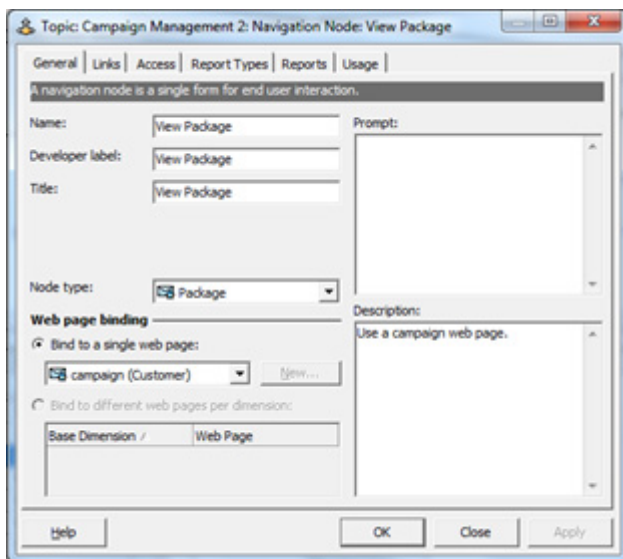 Topic: Campaign Management 2: Navigation Node: View Package
General Links Access Report Types Reports Usage
A navigation node is a single form for end user interaction.
Name: View Package
Prompt:
Developer label: View Package
Title: View Package
Node type: Package
Description:
Use a campaign web page.
Web page binding
Bind to a single web page:
campaign (Customer) New...
Bind to different web pages per dimension:
Base Dimension / Web Page
Help OK Close Apply